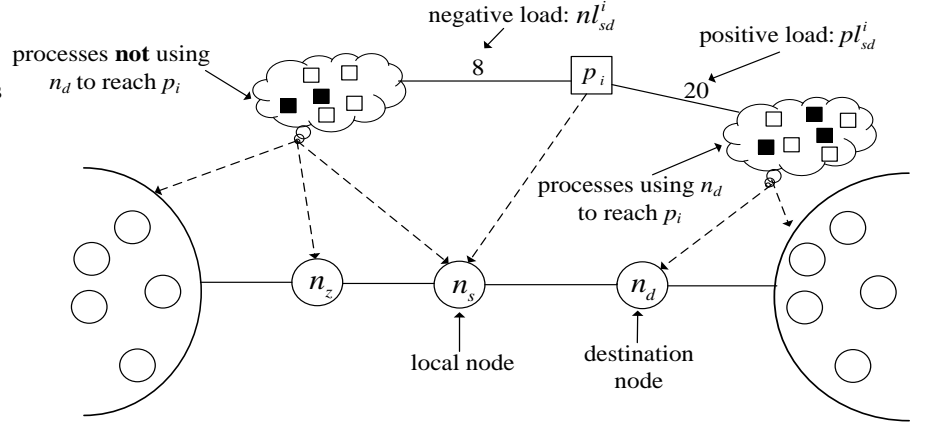 negative load: nl^i_sd
positive load: pl^i_sd
processes not using
n_d to reach p_i
s
8
p_i
20
processes using n_d
to reach p_i
n_z
n_s
n_d
local node
destination
node